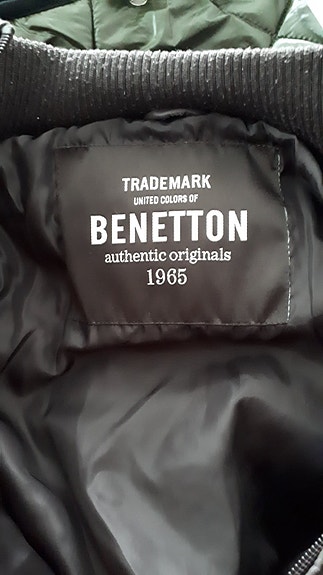 TRADEMARK
UNITED COLORS OF
BENETTON
authentic originals
1965